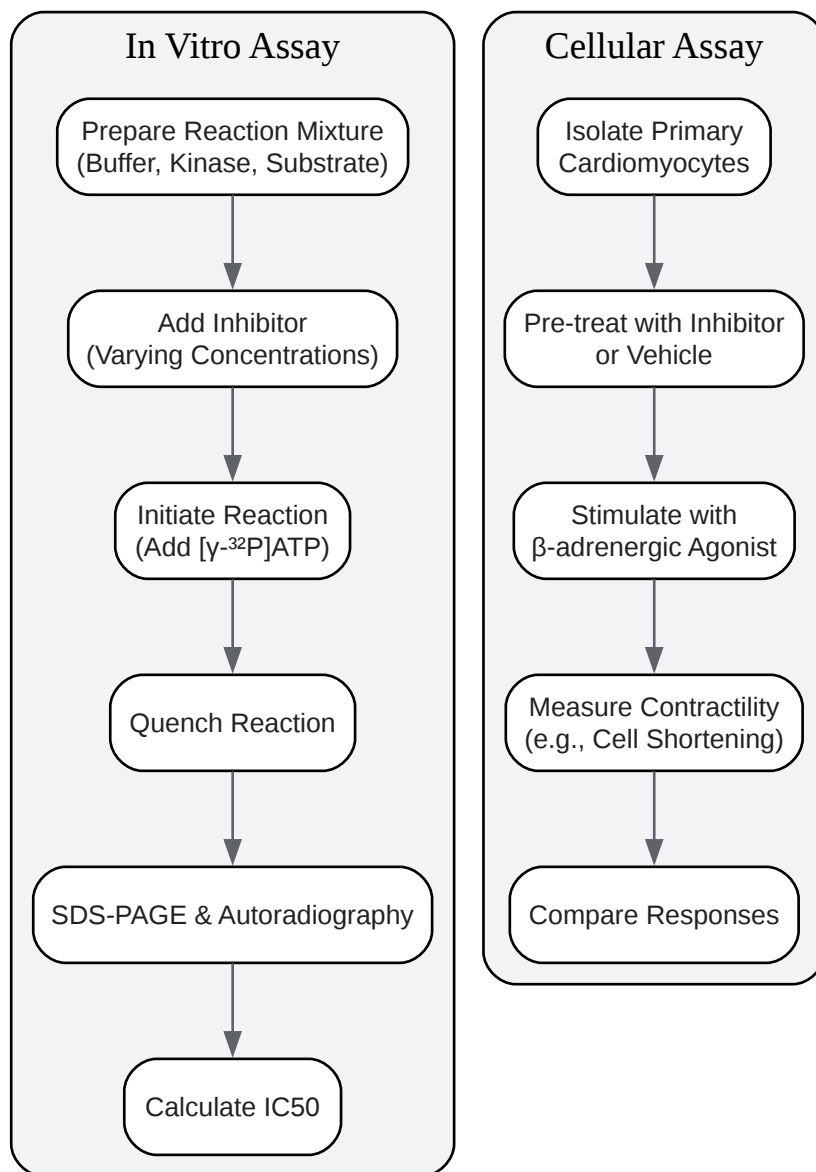 In Vitro Assay
Prepare Reaction Mixture
(Buffer, Kinase, Substrate)
Add Inhibitor
(Varying Concentrations)
Initiate Reaction
(Add [γ-³²P]ATP)
Quench Reaction
SDS-PAGE & Autoradiography
Calculate IC50
Cellular Assay
Isolate Primary
Cardiomyocytes
Pre-treat with Inhibitor
or Vehicle
Stimulate with
β-adrenergic Agonist
Measure Contractility
(e.g., Cell Shortening)
Compare Responses